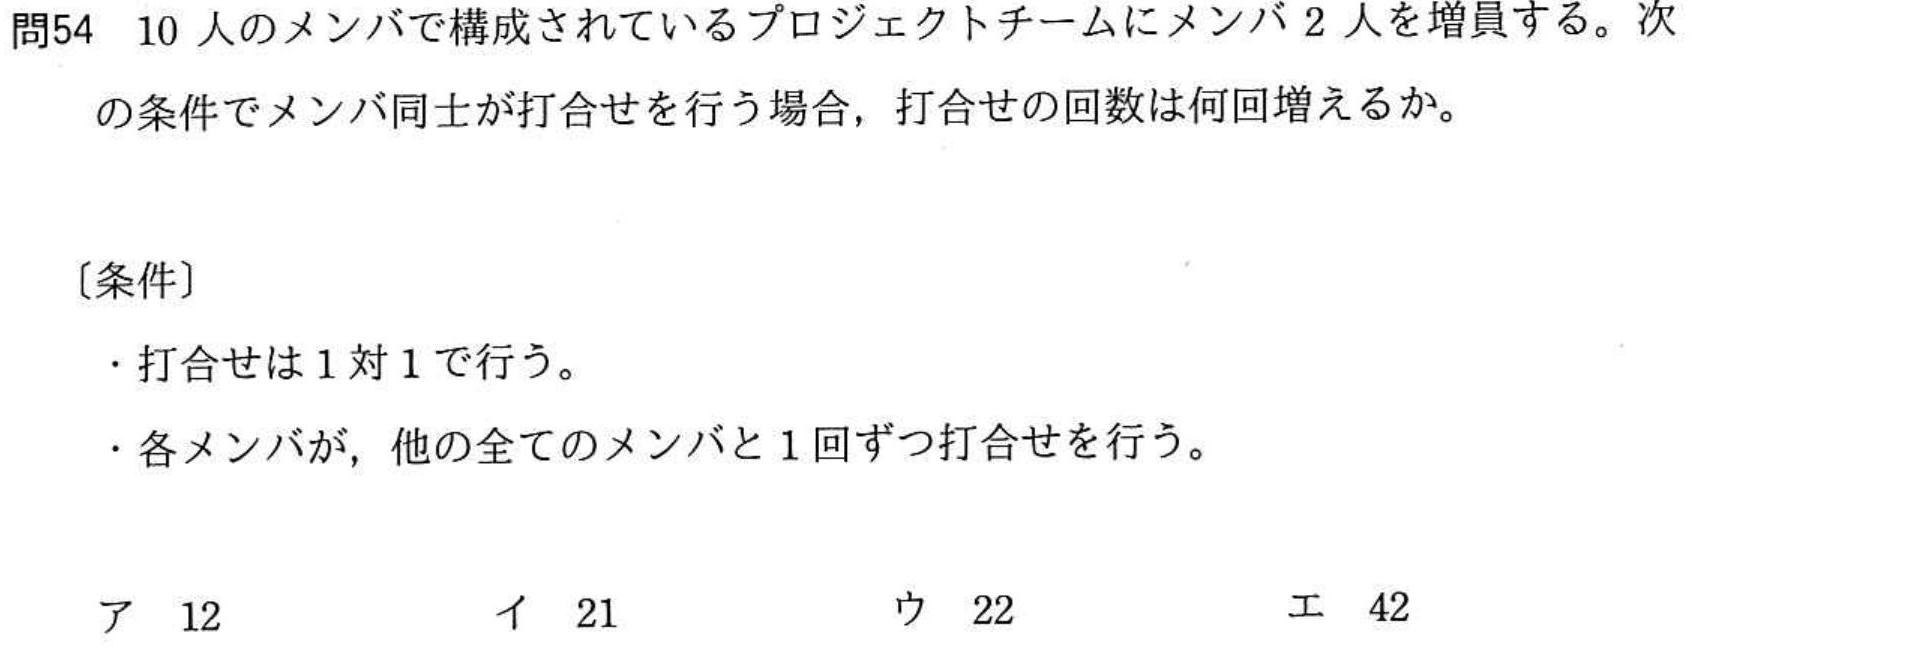 問54 10 人のメンバで構成されているプロジェクトチームにメンバ 2 人を増員する。次
の条件でメンバ同士が打合せを行う場合，打合せの回数は何回増えるか。
〔条件〕
・打合せは1対1で行う。
・各メンバが，他の全てのメンバと1回ずつ打合せを行う。
ア 12 イ 21 ウ 22 エ 42